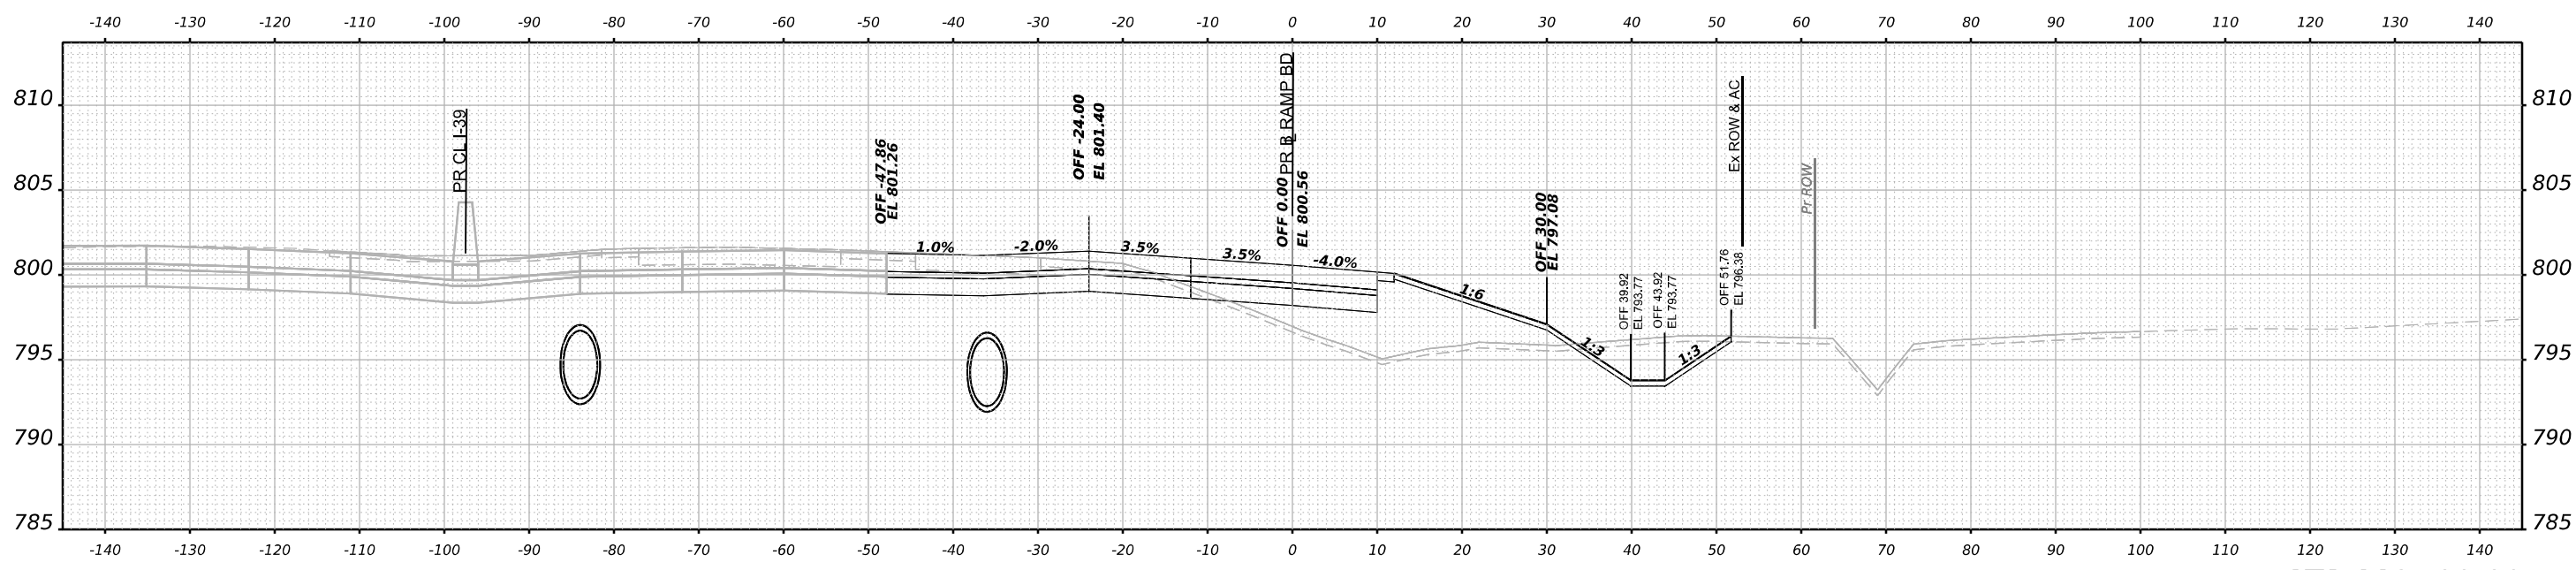 -140 -130 -120 -110 -100 -90 -80 -70 -60 -50 -40 -30 -20 -10 0 10 20 30 40 50 60 70 80 90 100 110 120 130 140
810 810
805 805
800 800
795 795
790 790
785 785
PR CL I-39
OFF -47.86
EL 801.26
OFF -24.00
EL 801.40
PR B RAMP BD
L
OFF 0.00
EL 800.56
OFF 30.00
EL 797.08
OFF 39.92
EL 793.77
OFF 43.92
EL 793.77
OFF 51.76
EL 796.38
Ex ROW & AC
Pr ROW
1.0% -2.0% 3.5% 3.5% -4.0%
1:6
1:3
1:3
-140 -130 -120 -110 -100 -90 -80 -70 -60 -50 -40 -30 -20 -10 0 10 20 30 40 50 60 70 80 90 100 110 120 130 140